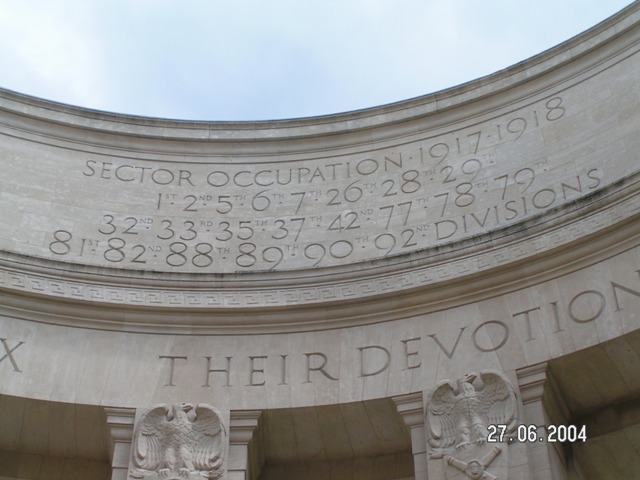 SECTOR OCCUPATION · 1917·1918
1ST 2ND 5TH 6TH 7TH 26TH 28TH 29TH
32ND 33RD 35TH 37TH 42ND 77TH 78TH 79TH
81ST 82ND 88TH 89TH 90TH 92ND DIVISIONS
X THEIR DEVOTION
27.06.2004